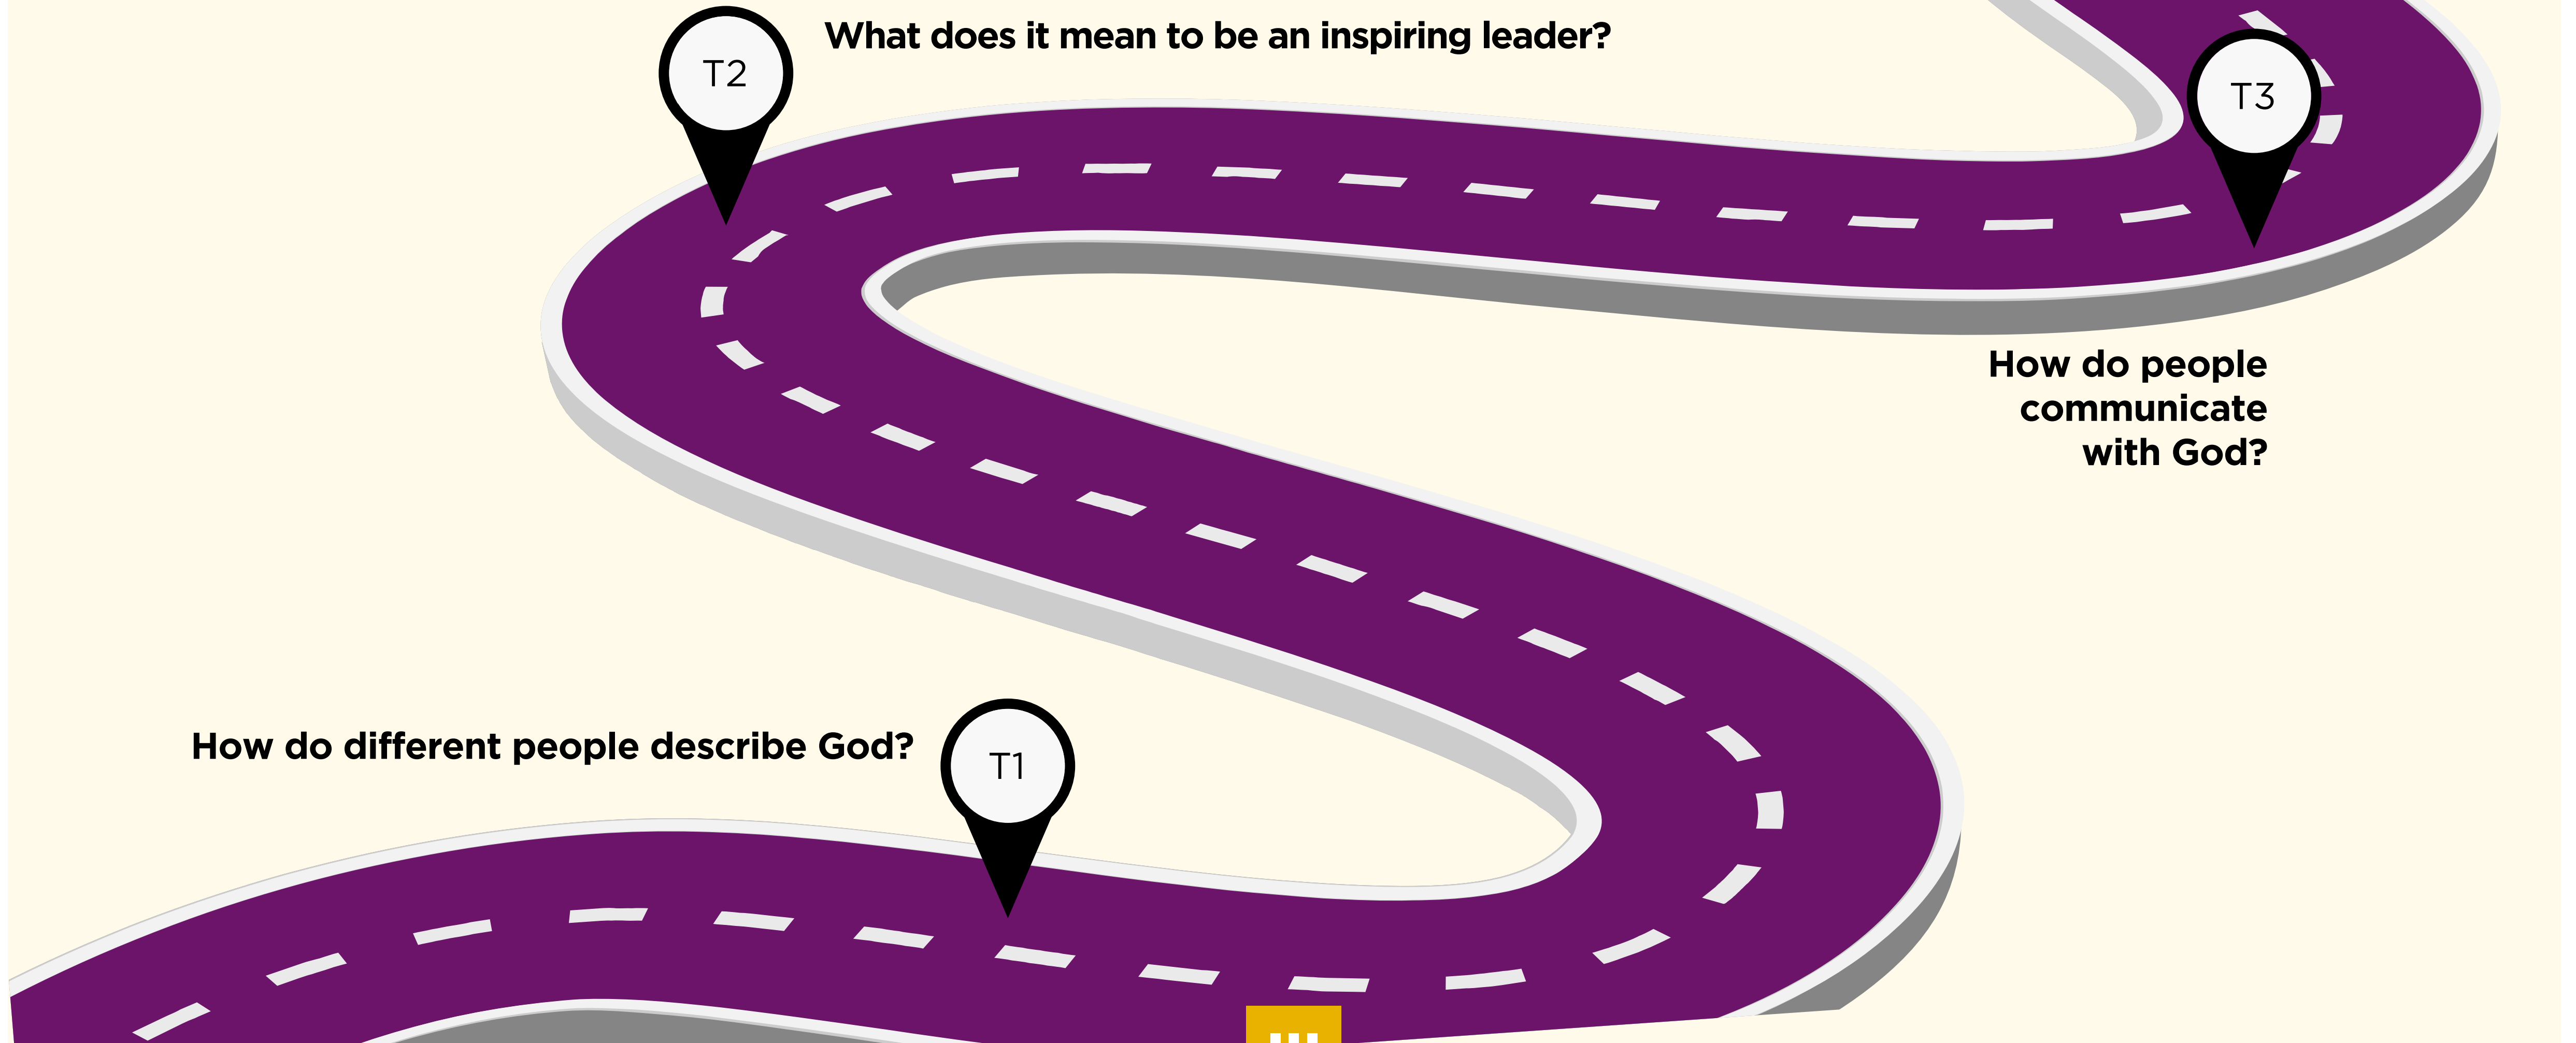 T2
What does it mean to be an inspiring leader?
T3
How do people
communicate
with God?
How do different people describe God?
T1